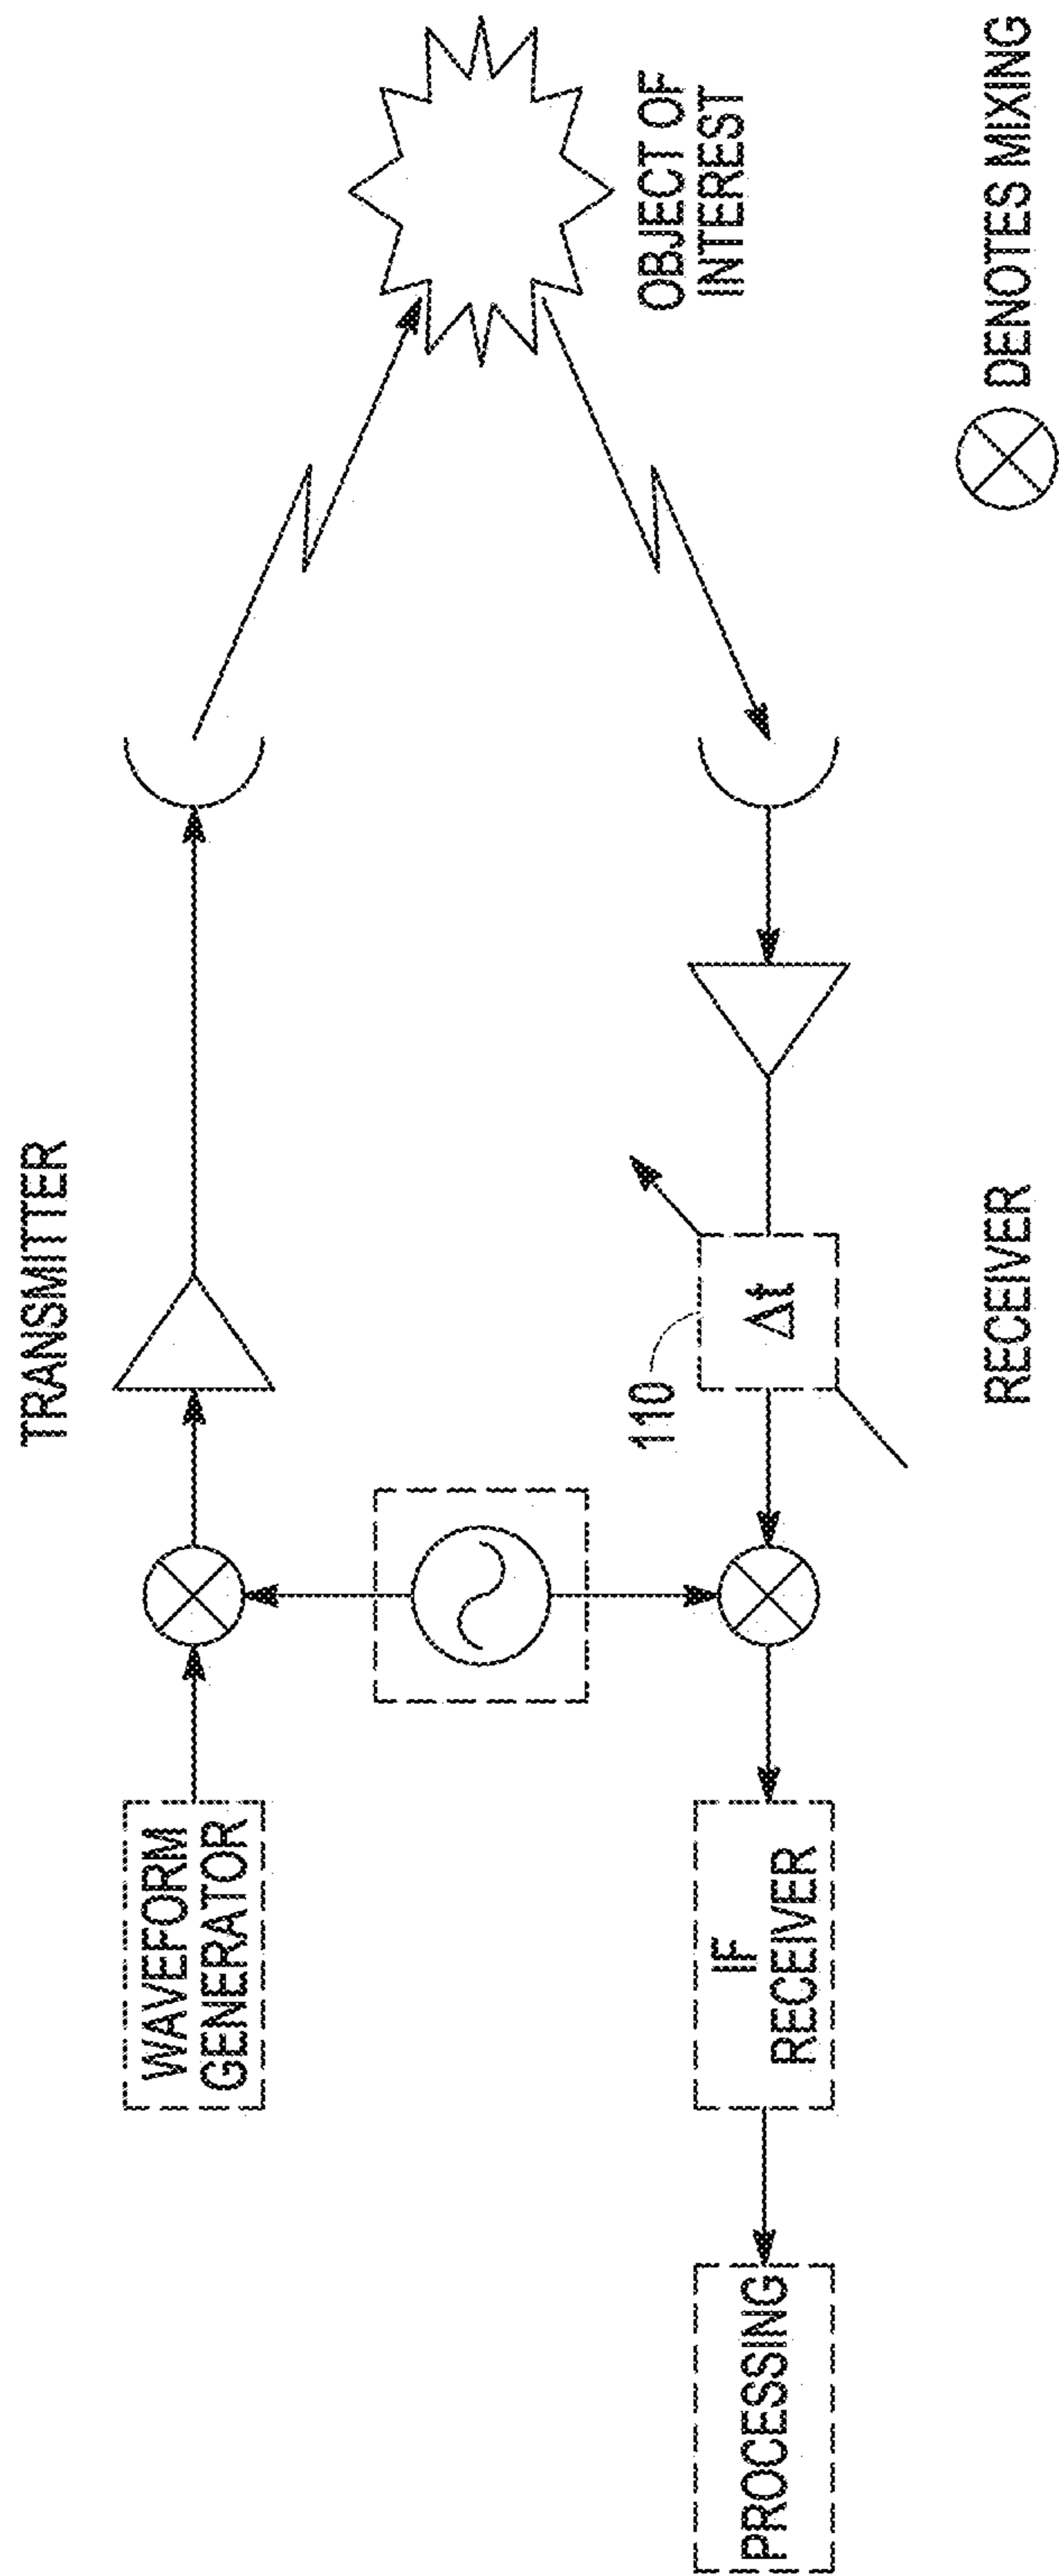 TRANSMITTER
WAVEFORM
GENERATOR
OBJECT OF
INTEREST
110
Δt
PROCESSING
IF
RECEIVER
RECEIVER
DENOTES MIXING